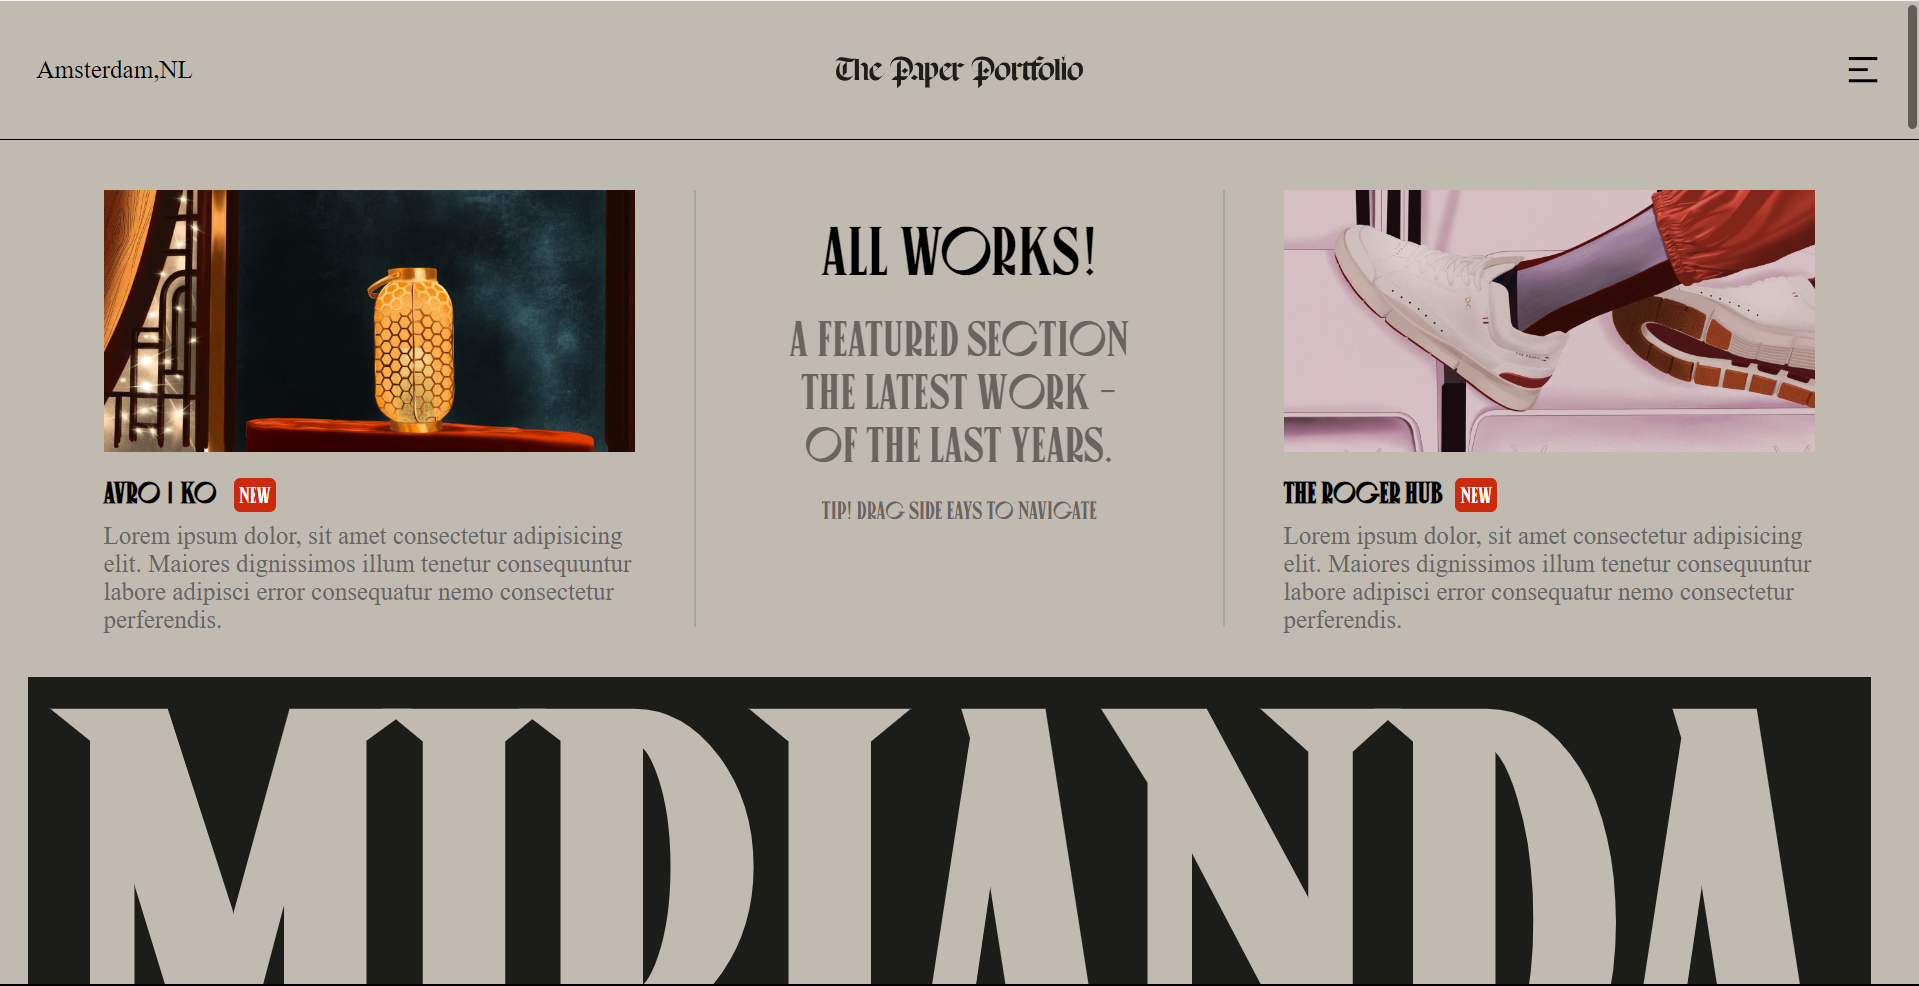 Amsterdam,NL
The Paper Portfolio
ALL WORKS!
A FEATURED SECTION
THE LATEST WORK –
OF THE LAST YEARS.
TIP! DRAG SIDE EAYS TO NAVIGATE
AVRO | KO NEW
Lorem ipsum dolor, sit amet consectetur adipisicing
elit. Maiores dignissimos illum tenetur consequuntur
labore adipisci error consequatur nemo consectetur
perferendis.
THE ROGER HUB NEW
Lorem ipsum dolor, sit amet consectetur adipisicing
elit. Maiores dignissimos illum tenetur consequuntur
labore adipisci error consequatur nemo consectetur
perferendis.